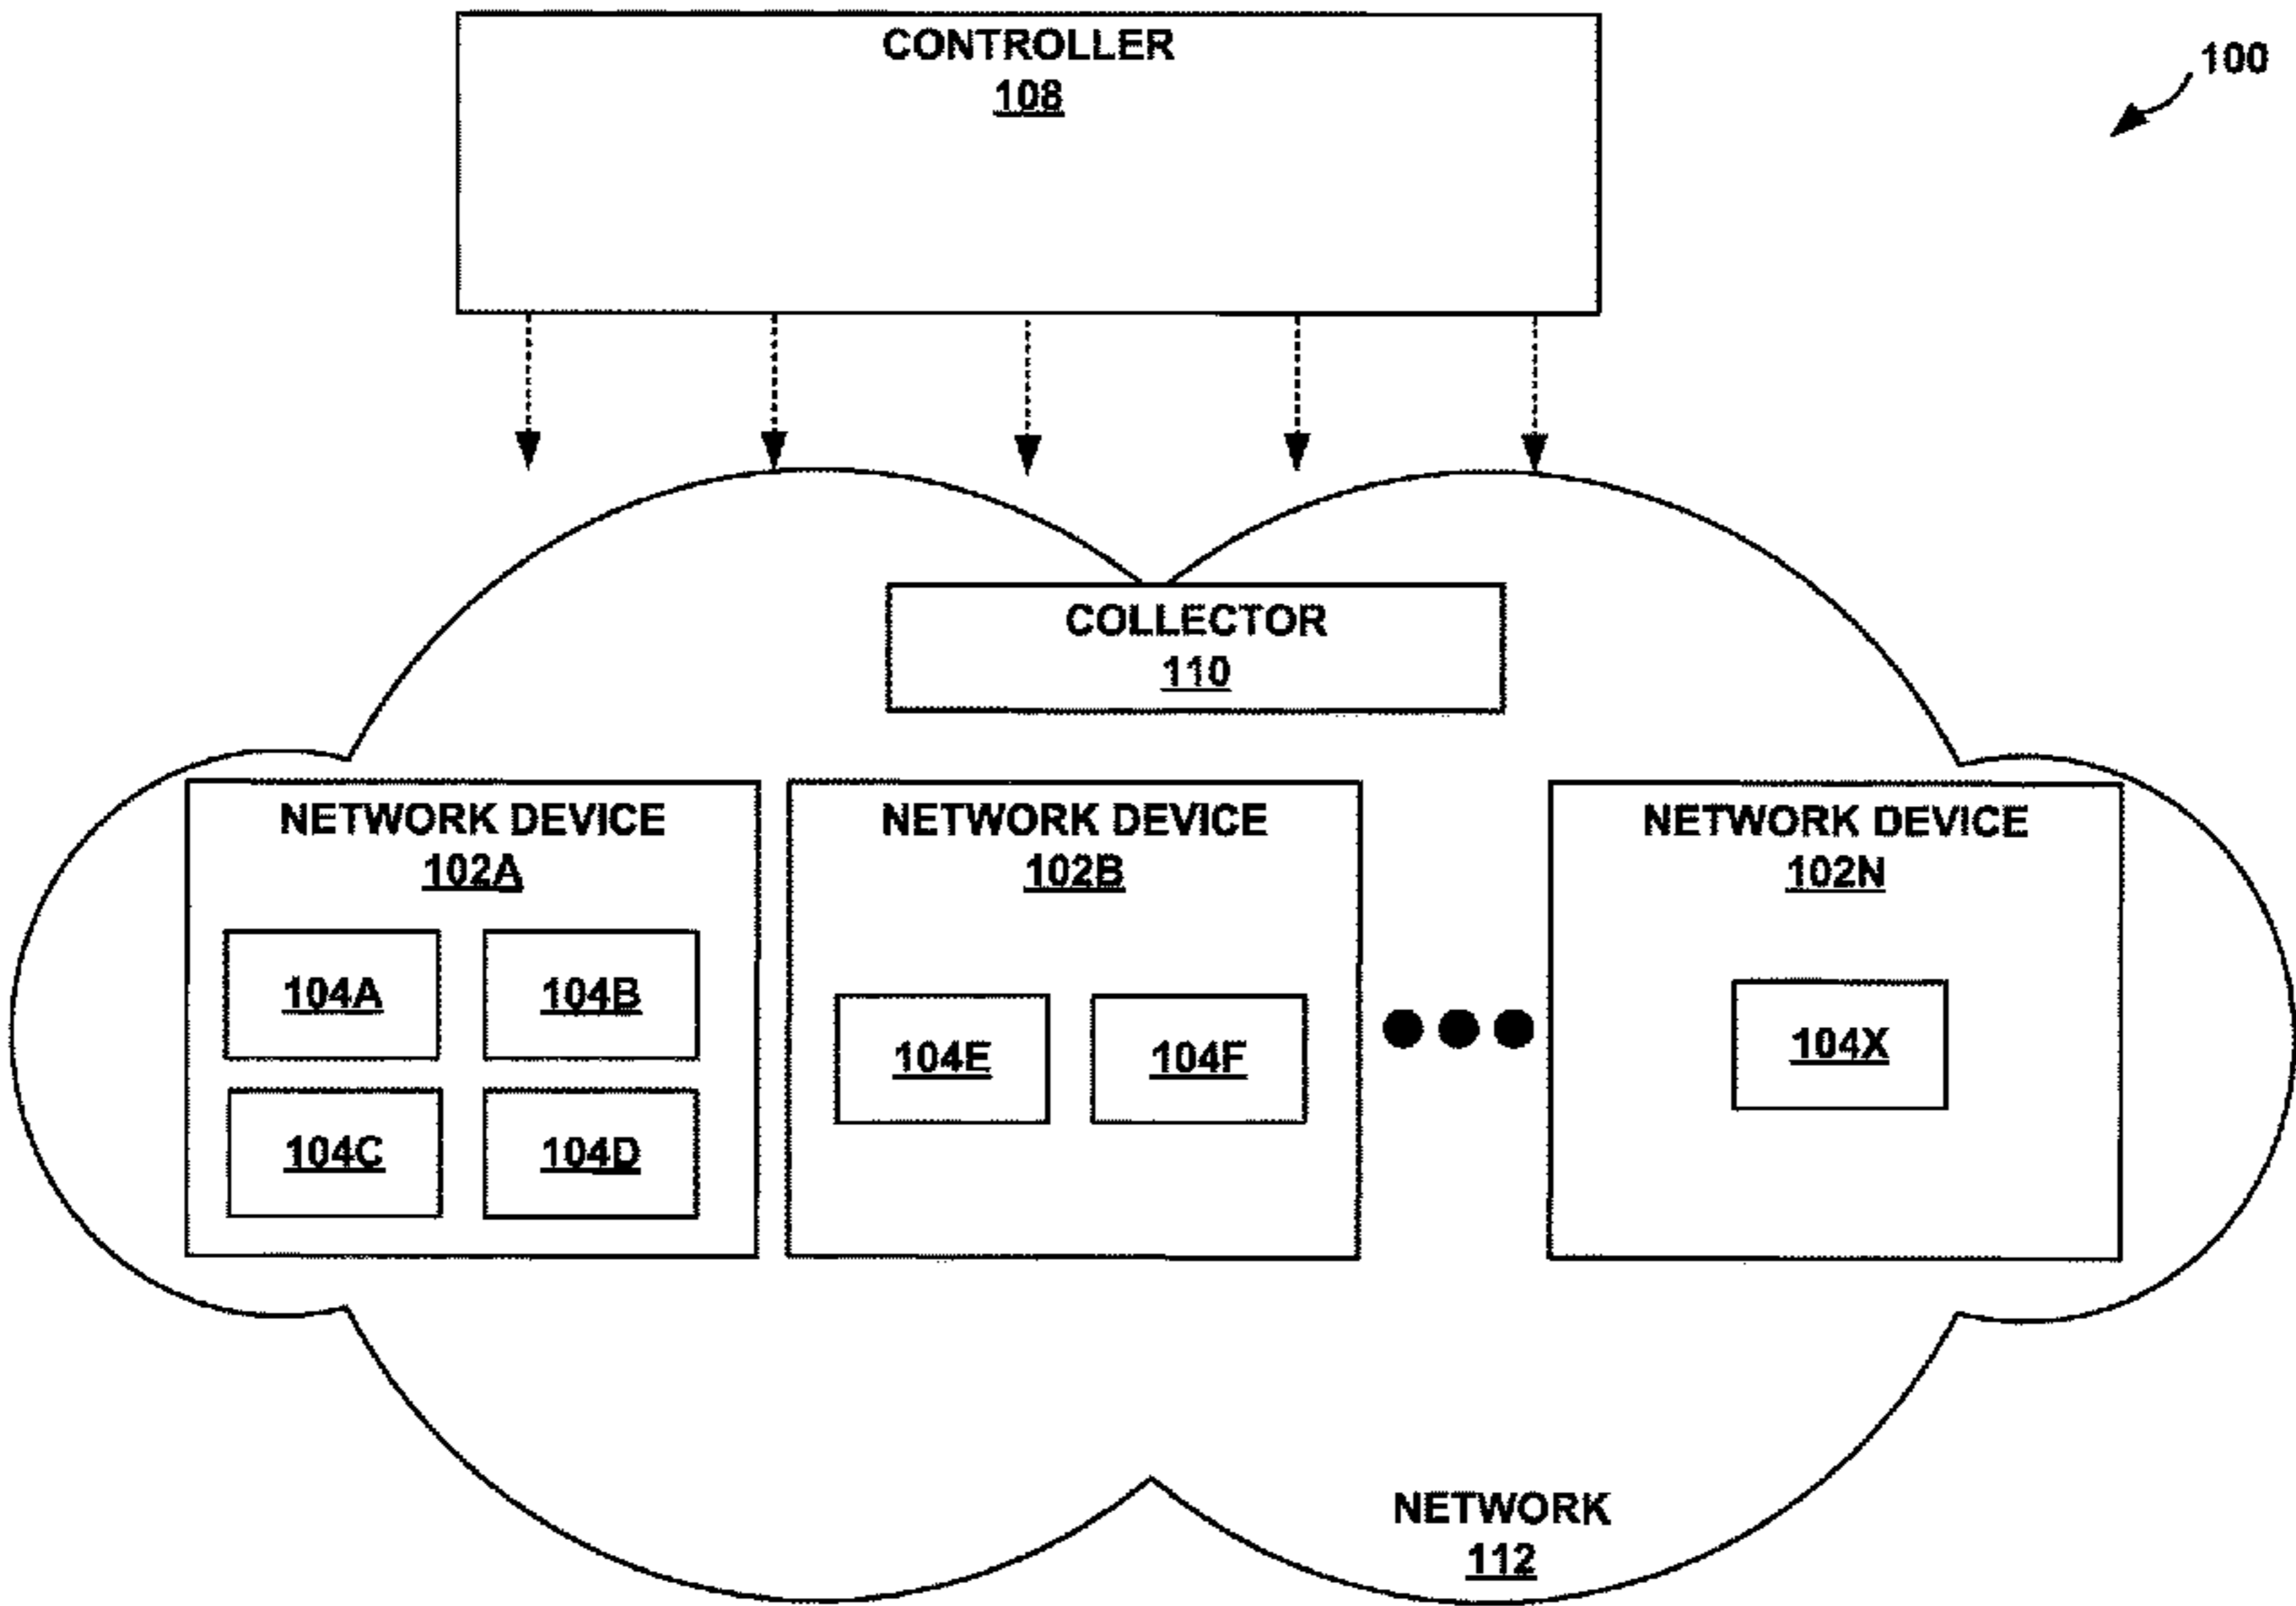 CONTROLLER
108
100
COLLECTOR
110
NETWORK DEVICE
102A
104A
104B
104C
104D
NETWORK DEVICE
102B
104E
104F
NETWORK DEVICE
102N
104X
NETWORK
112